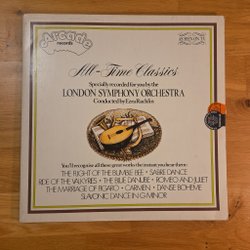 Arcade
records
All-Time Classics
Specially recorded for you by the
LONDON SYMPHONY ORCHESTRA
Conducted by Ezra Rachlin
You'll recognise all these great works the instant you hear them:
THE FLIGHT OF THE BUMBLE BEE • SABRE DANCE
RIDE OF THE VALKYRIES • THE BLUE DANUBE • ROMEO AND JULIET
THE MARRIAGE OF FIGARO • CARMEN • DANSE BOHEME
SLAVONIC DANCE IN G MINOR